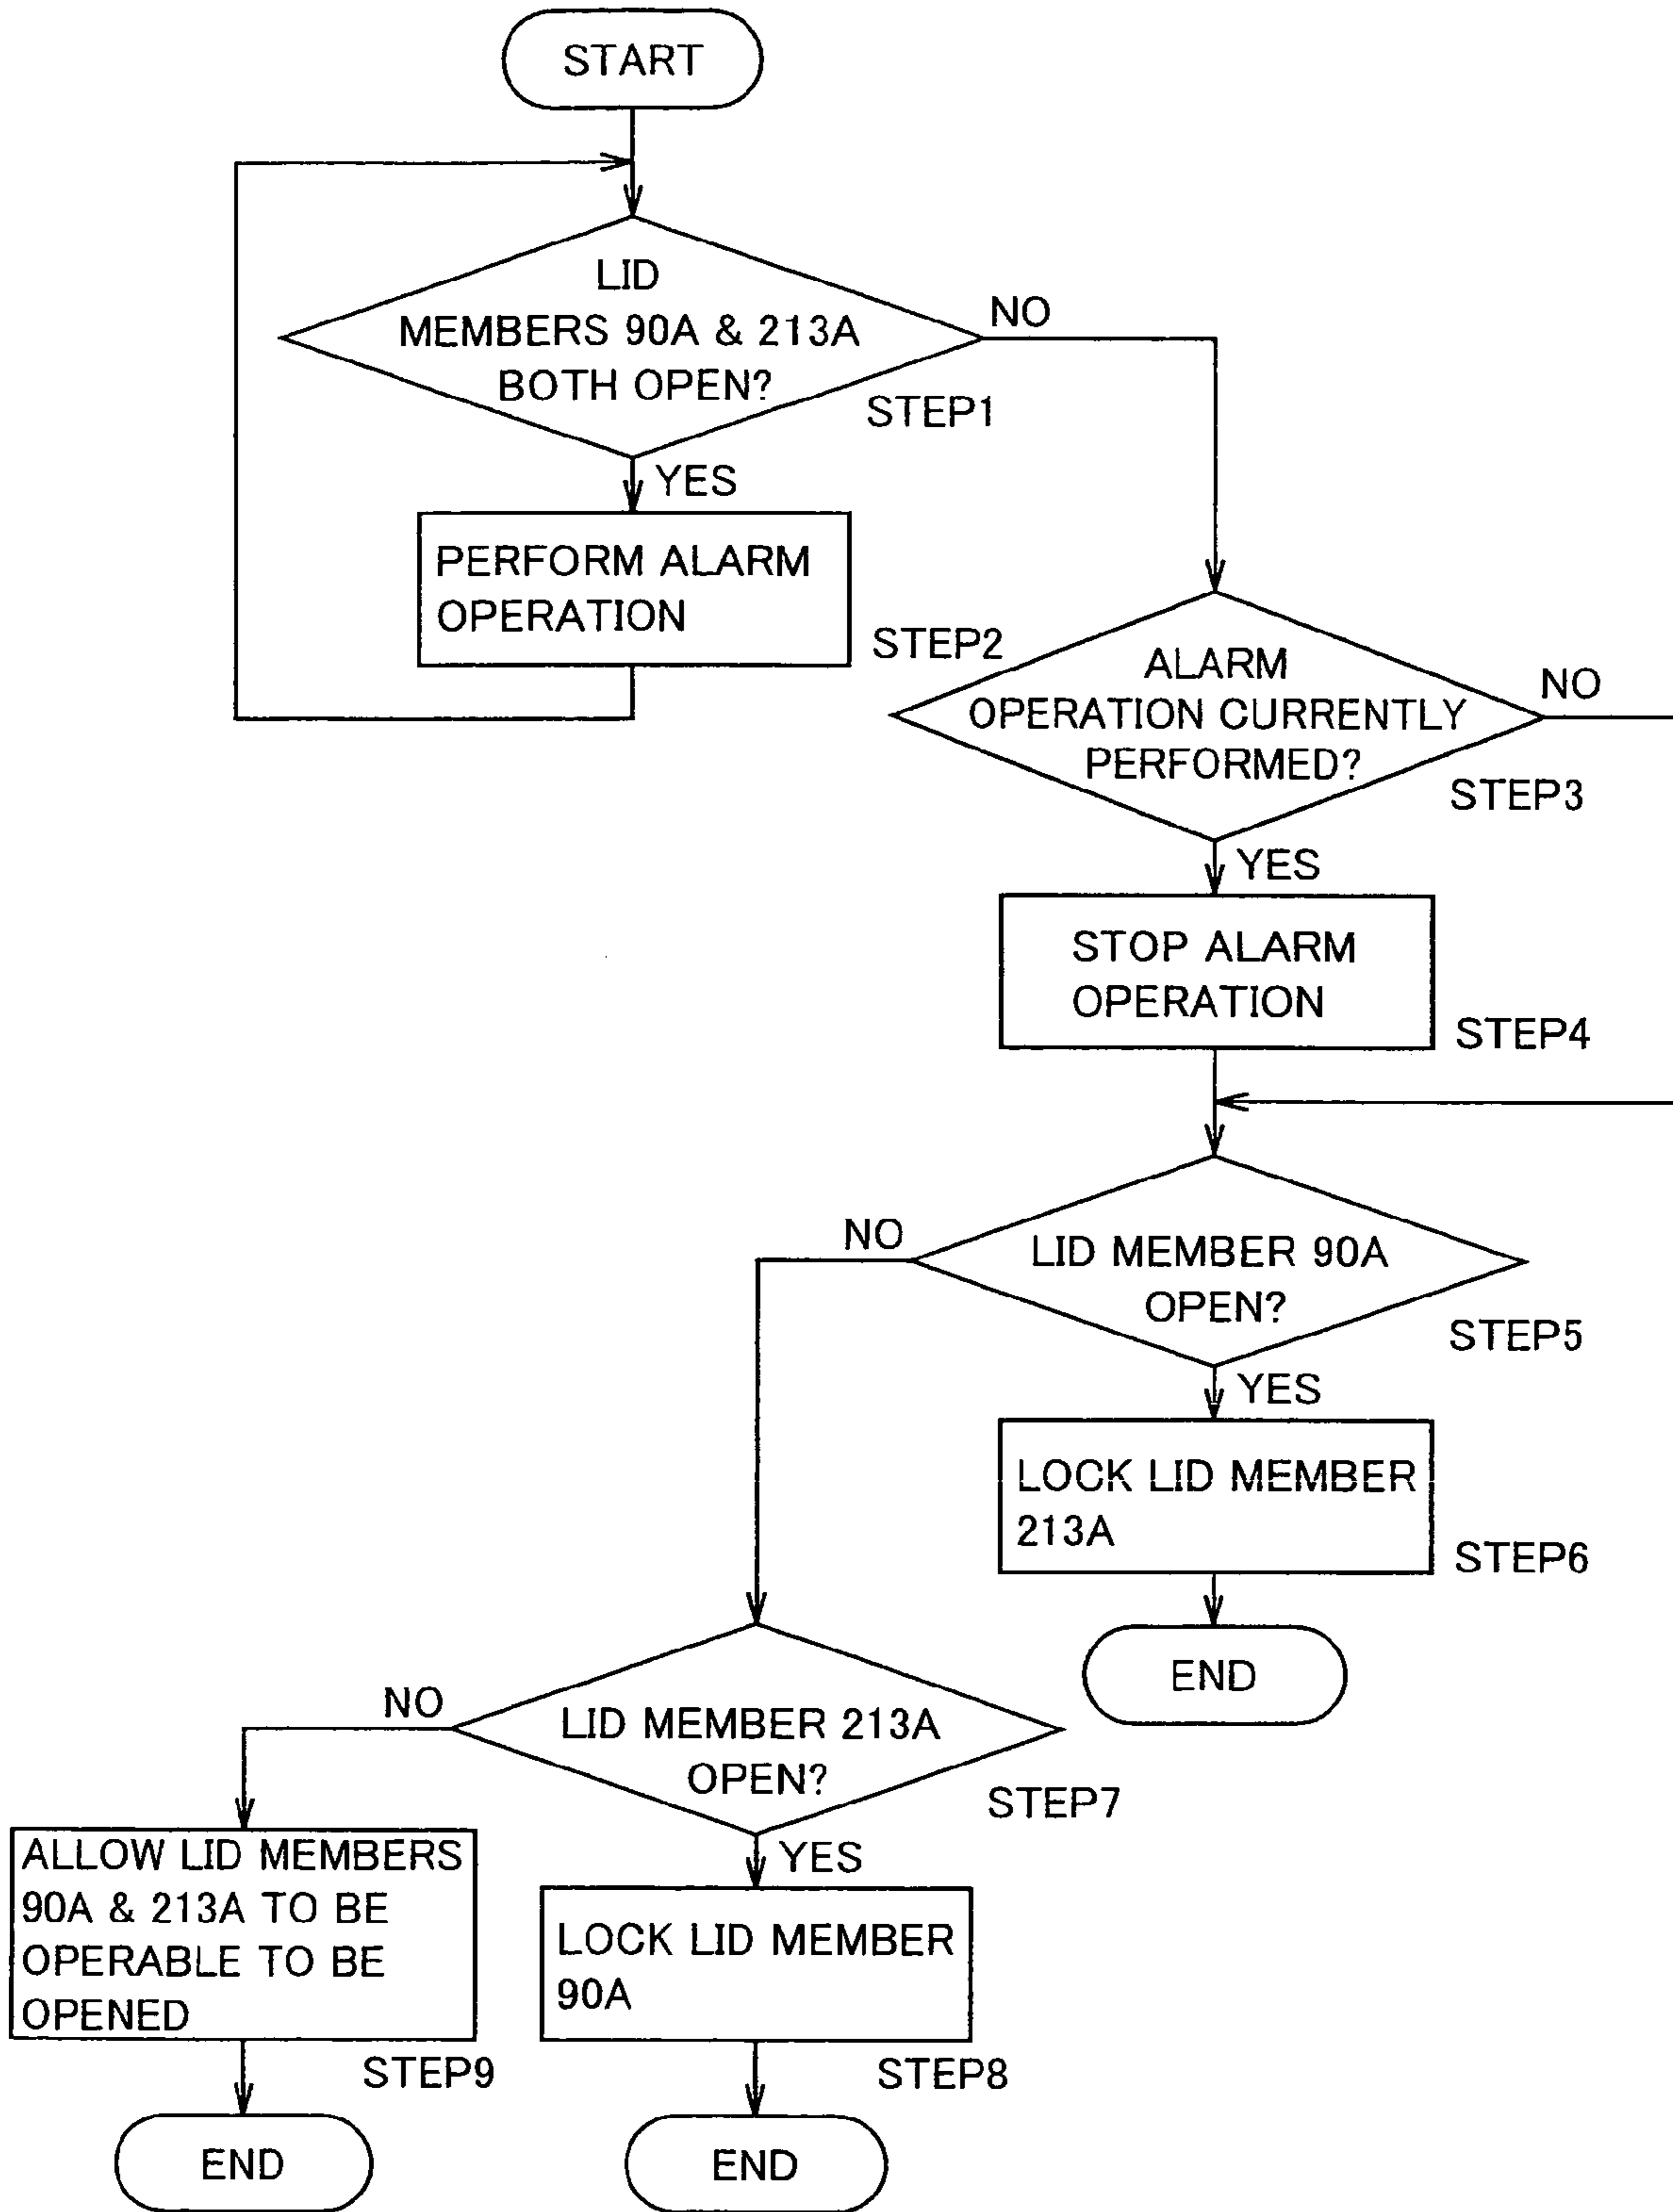 START
LID
MEMBERS 90A & 213A
BOTH OPEN?
NO
STEP1
YES
PERFORM ALARM
OPERATION
STEP2
ALARM
OPERATION CURRENTLY
PERFORMED?
NO
STEP3
YES
STOP ALARM
OPERATION
STEP4
LID MEMBER 90A
OPEN?
NO
STEP5
YES
LOCK LID MEMBER
213A
STEP6
END
LID MEMBER 213A
OPEN?
NO
STEP7
YES
ALLOW LID MEMBERS
90A & 213A TO BE
OPERABLE TO BE
OPENED
STEP9
LOCK LID MEMBER
90A
STEP8
END
END